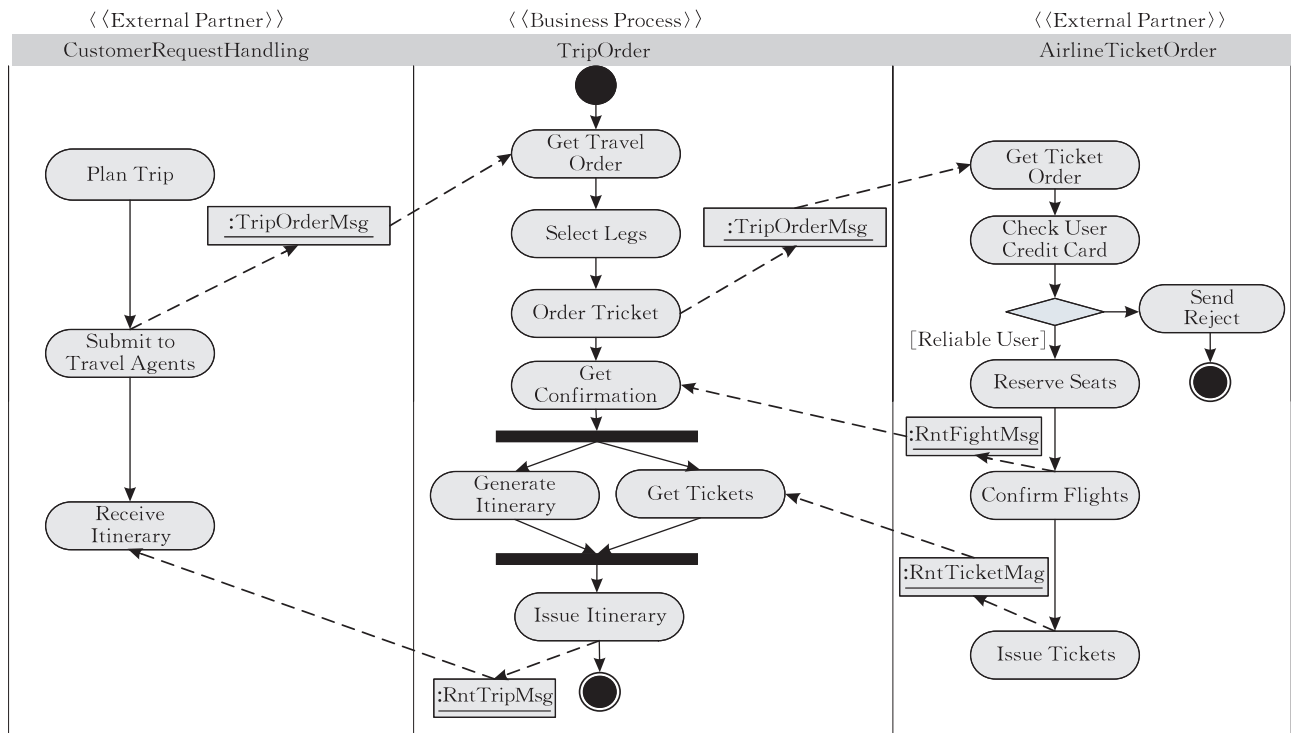 〈〈External Partner〉〉
〈〈Business Process〉〉
〈〈External Partner〉〉
CustomerRequestHandling
TripOrder
AirlineTicketOrder
Plan Trip
:TripOrderMsg
Submit to
Travel Agents
Receive
Itinerary
Get Travel
Order
Select Legs
Order Tricket
Get
Confirmation
Generate
Itinerary
Get Tickets
Issue Itinerary
:RntTripMsg
:TripOrderMsg
Get Ticket
Order
Check User
Credit Card
Send
Reject
[Reliable User]
Reserve Seats
:RntFightMsg
Confirm Flights
:RntTicketMag
Issue Tickets